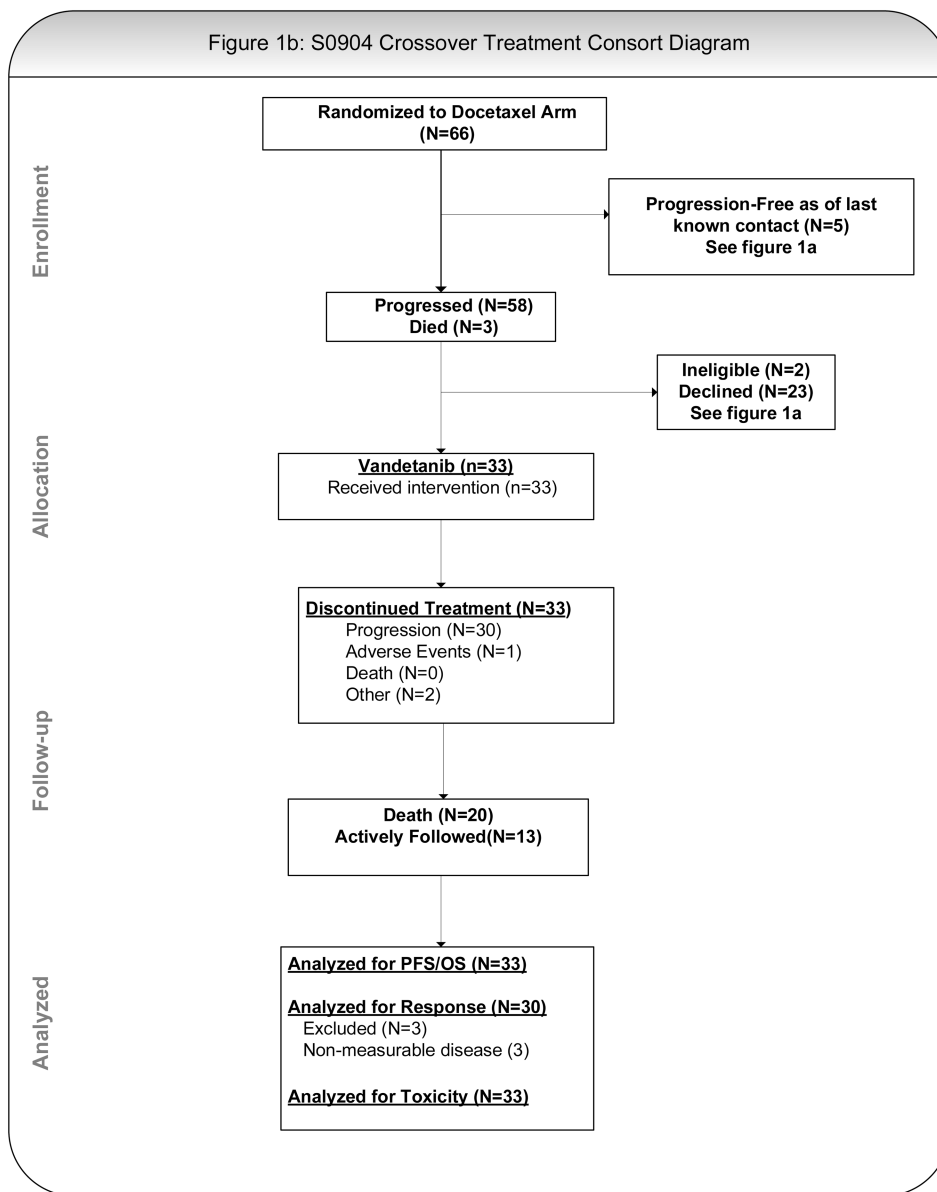 Figure 1b: S0904 Crossover Treatment Consort Diagram
Enrollment
Randomized to Docetaxel Arm
(N=66)
Progression-Free as of last
known contact (N=5)
See figure 1a
Progressed (N=58)
Died (N=3)
Ineligible (N=2)
Declined (N=23)
See figure 1a
Allocation
Vandetanib (n=33)
Received intervention (n=33)
Follow-up
Discontinued Treatment (N=33)
Progression (N=30)
Adverse Events (N=1)
Death (N=0)
Other (N=2)
Death (N=20)
Actively Followed(N=13)
Analyzed
Analyzed for PFS/OS (N=33)
Analyzed for Response (N=30)
Excluded (N=3)
Non-measurable disease (3)
Analyzed for Toxicity (N=33)